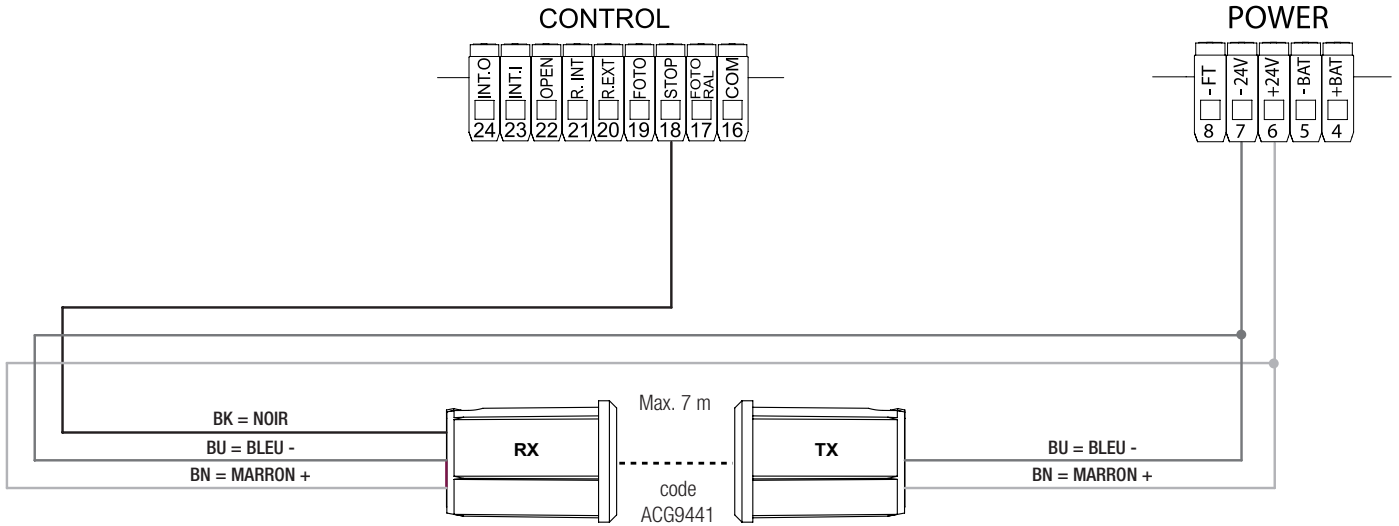 CONTROL
POWER
INT.O
INT.I
OPEN
R. INT
R.EXT
FOTO
STOP
FOTO
RAL
COM
24
23
22
21
20
19
18
17
16
- FT
- 24V
+24V
-BAT
+BAT
8
7
6
5
4
BK = NOIR
BU = BLEU -
BN = MARRON +
RX
Max. 7 m
code
ACG9441
TX
BU = BLEU -
BN = MARRON +